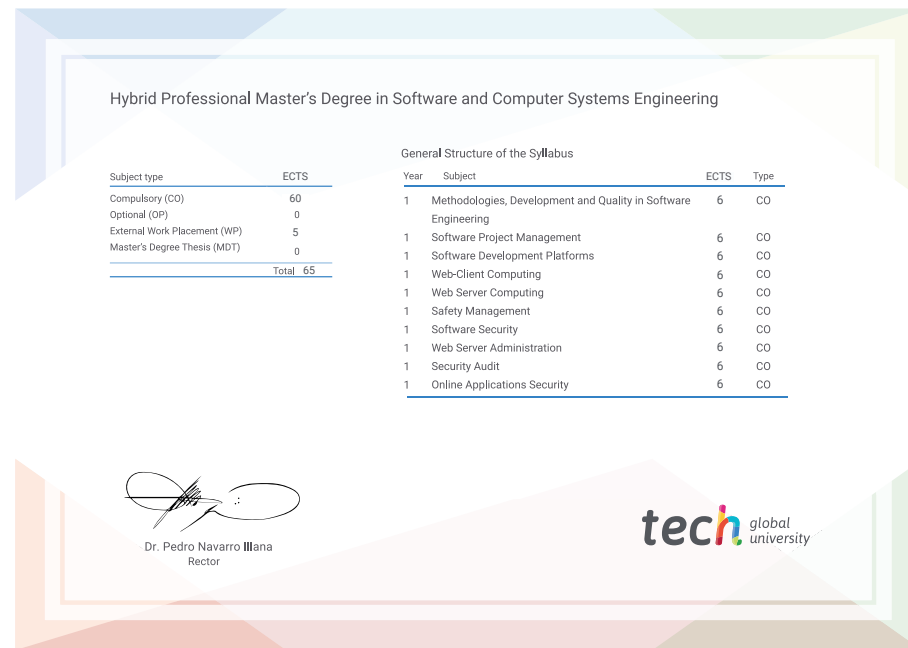 Hybrid Professional Master's Degree in Software and Computer Systems Engineering
Subject type ECTS
Compulsory (CO) 60
Optional (OP) 0
External Work Placement (WP) 5
Master's Degree Thesis (MDT) 0
Total 65
General Structure of the Syllabus
Year Subject ECTS Type
1 Methodologies, Development and Quality in Software 6 CO
Engineering
1 Software Project Management 6 CO
1 Software Development Platforms 6 CO
1 Web-Client Computing 6 CO
1 Web Server Computing 6 CO
1 Safety Management 6 CO
1 Software Security 6 CO
1 Web Server Administration 6 CO
1 Security Audit 6 CO
1 Online Applications Security 6 CO
Dr. Pedro Navarro Illana
Rector
tech global
university